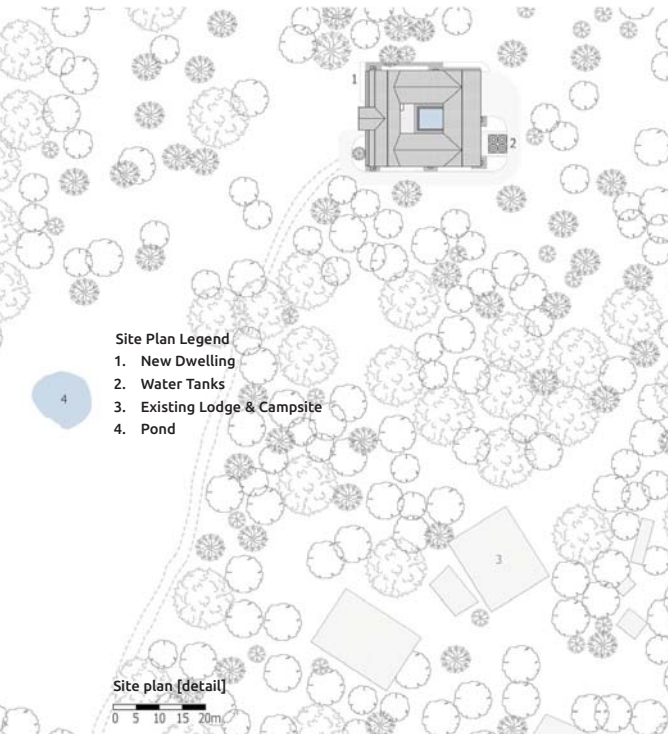 1
2
Site Plan Legend
1. New Dwelling
2. Water Tanks
3. Existing Lodge & Campsite
4. Pond
4
3
Site plan [detail]
0 5 10 15 20m